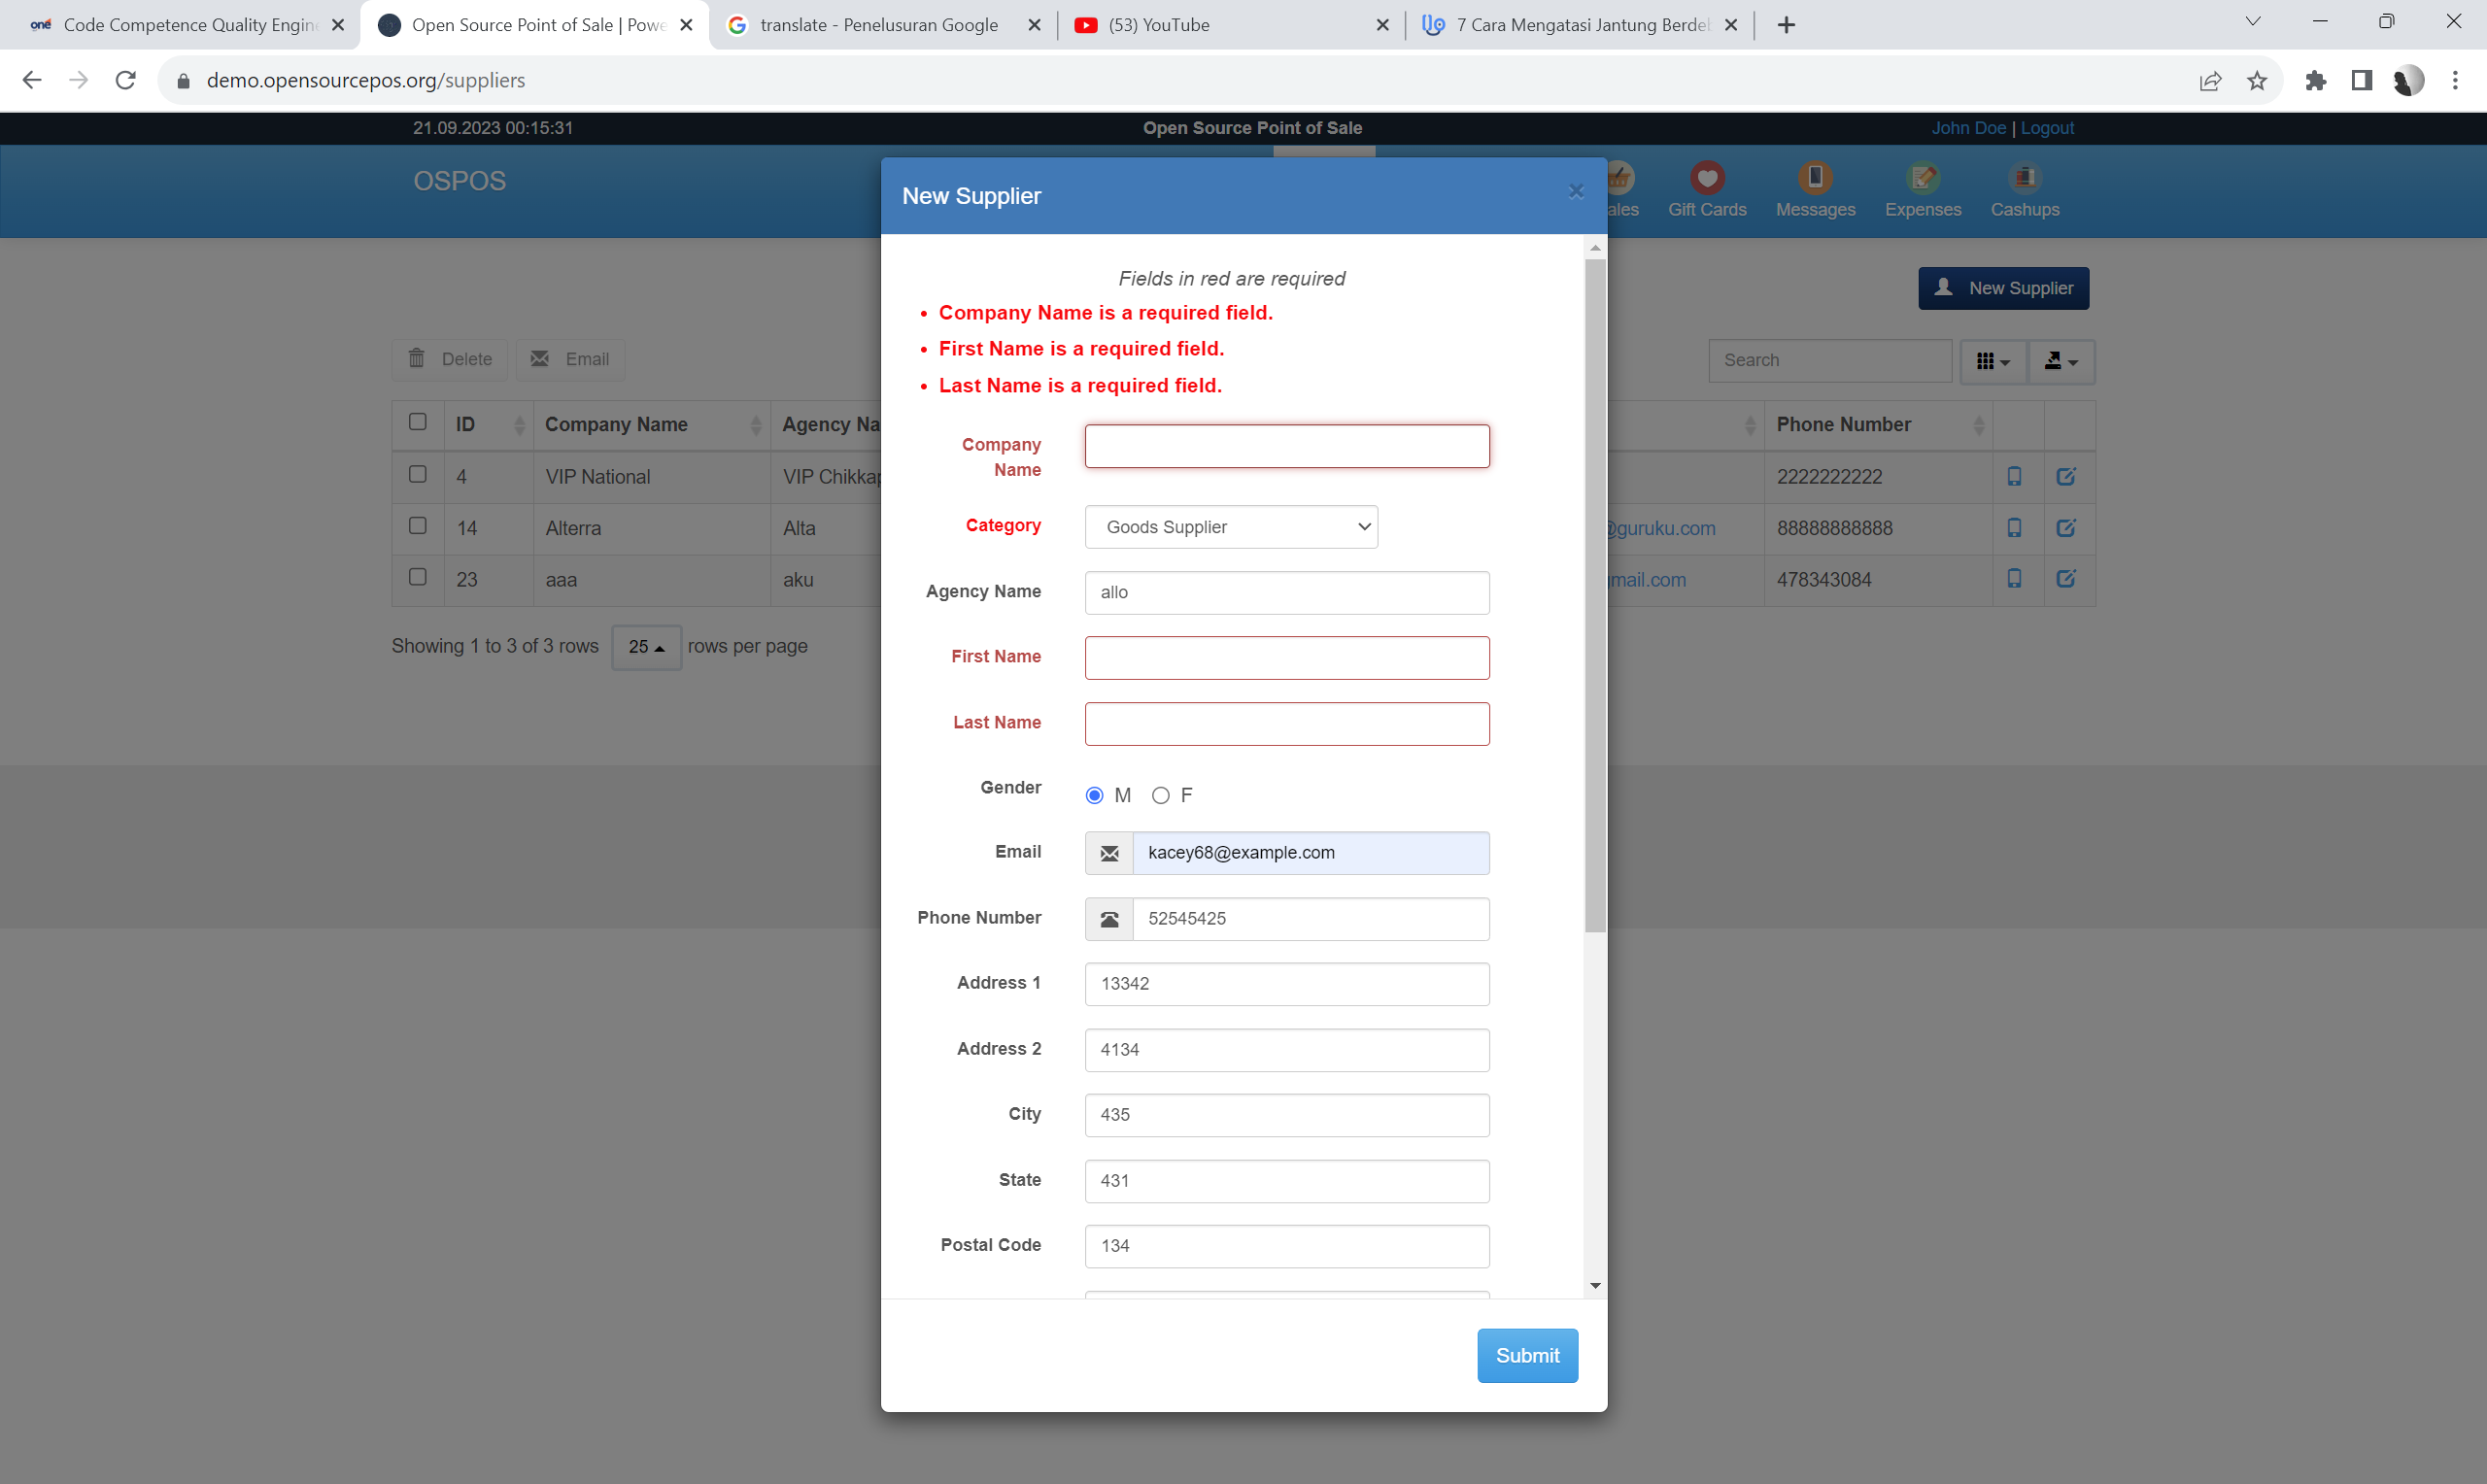 one Code Competence Quality Engin
Open Source Point of Sale | Powe
translate - Penelusuran Google
(53) YouTube
7 Cara Mengatasi Jantung Berdeb
demo.opensourcepos.org/suppliers
21.09.2023 00:15:31
Open Source Point of Sale
John Doe | Logout
OSPOS
New Supplier
ales
Gift Cards
Messages
Expenses
Cashups
Fields in red are required
New Supplier
Company Name is a required field.
First Name is a required field.
Last Name is a required field.
Delete
Email
Search
ID
Company Name
Agency Na
Phone Number
4
VIP National
VIP Chikka
2222222222
14
Alterra
Alta
@guruku.com
88888888888
23
aaa
aku
mail.com
478343084
Showing 1 to 3 of 3 rows 25 rows per page
Company
Name
Category
Goods Supplier
Agency Name
allo
First Name
Last Name
Gender
M
F
Email
kacey68@example.com
Phone Number
52545425
Address 1
13342
Address 2
4134
City
435
State
431
Postal Code
134
Submit